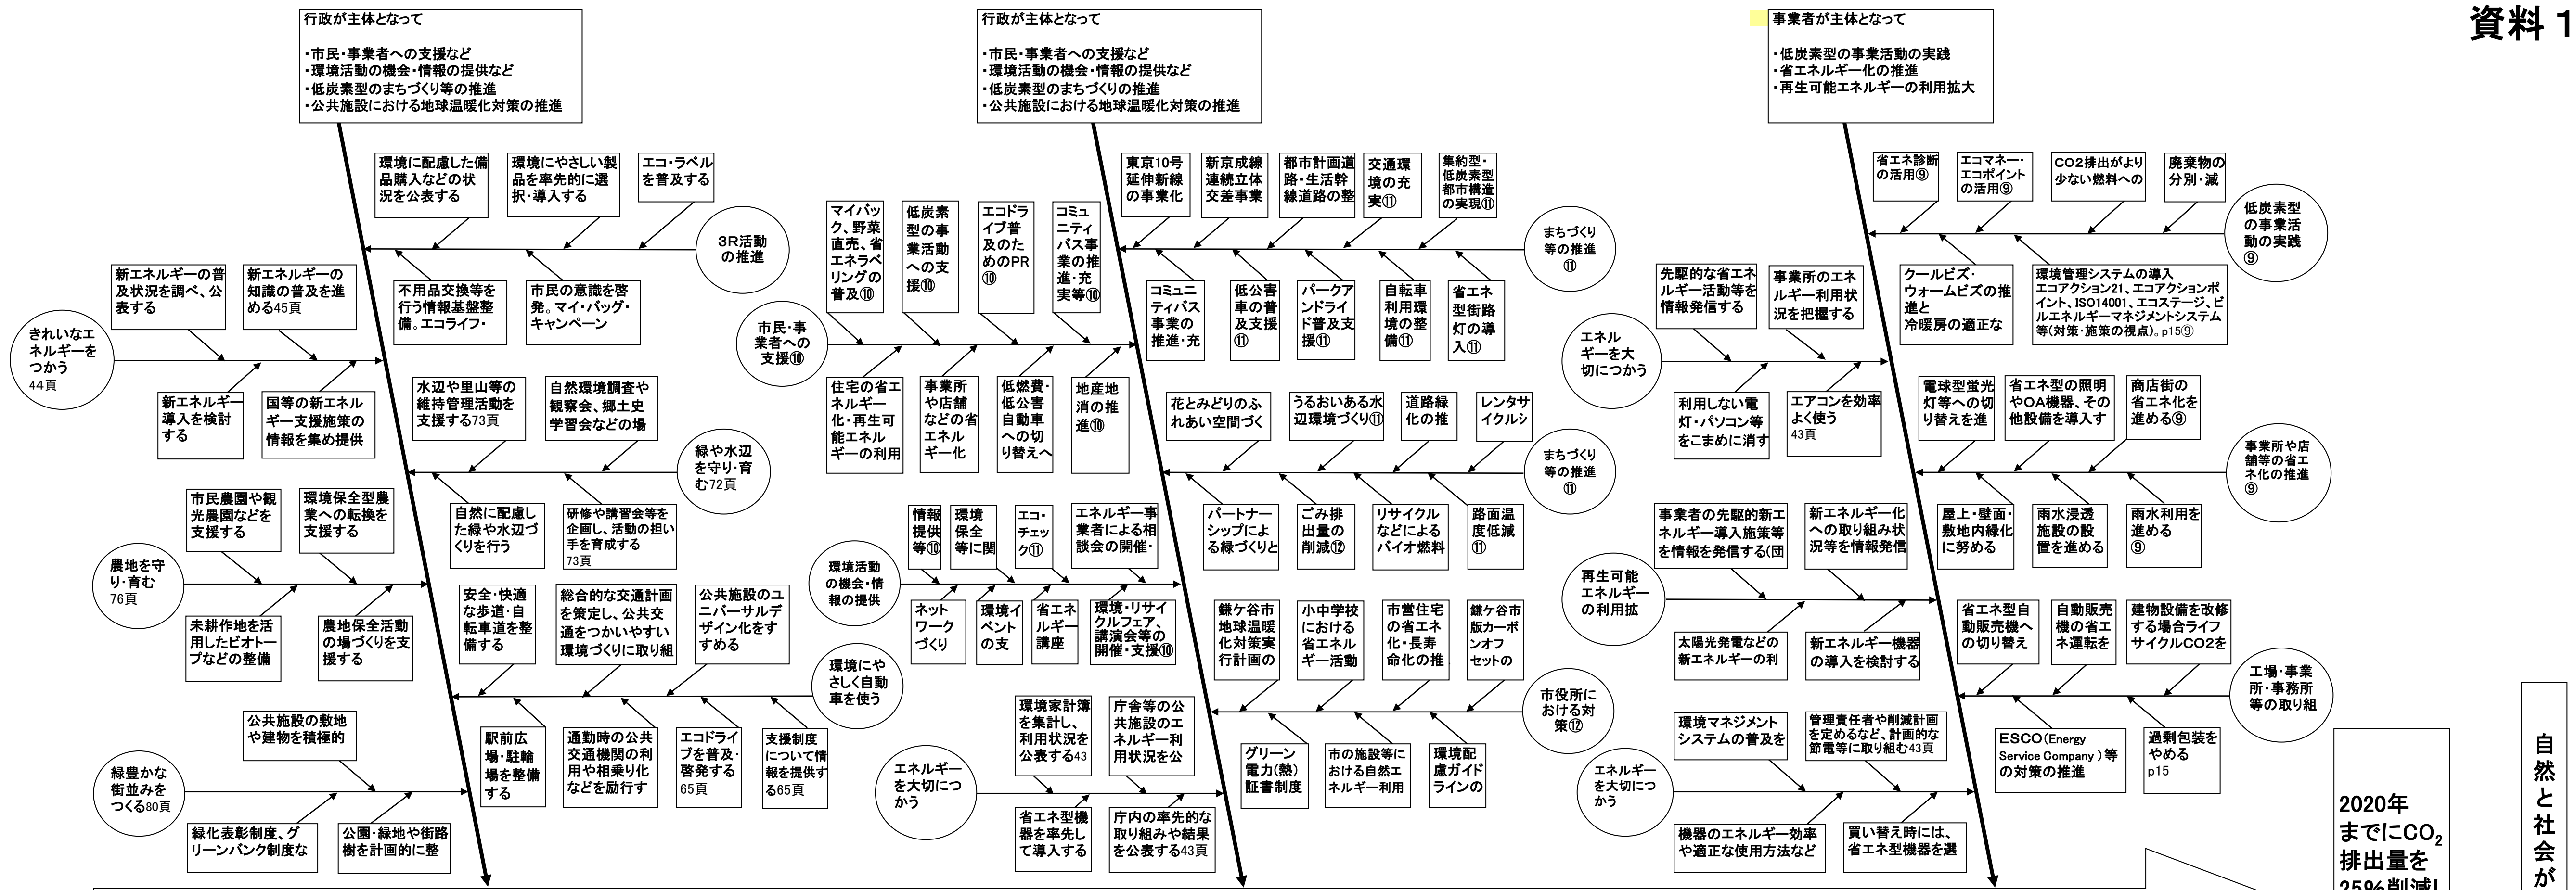 資料１
行政が主体となって
・市民・事業者への支援など
・環境活動の機会・情報の提供など
・低炭素型のまちづくり等の推進
・公共施設における地球温暖化対策の推進
環境に配慮した備
品購入などの状
況を公表する
環境にやさしい製
品を率先的に選
択・導入する
エコ・ラベル
を普及する
3R活動
の推進
不用品交換等を
行う情報基盤整
備。エコライフ・
市民の意識を啓
発。マイ・バッグ・
キャンペーン
新エネルギーの普
及状況を調べ、公
表する
新エネルギーの
知識の普及を進
める45頁
きれいなエ
ネルギーを
つかう
44頁
新エネルギー
導入を検討
する
国等の新エネル
ギー支援施策の
情報を集め提供
水辺や里山等の
維持管理活動を
支援する73頁
自然環境調査や
観察会、郷土史
学習会などの場
緑や水辺
を守り・育
む72頁
自然に配慮し
た緑や水辺づ
くりを行う
研修や講習会等を
企画し、活動の担い
手を育成する
73頁
市民農園や観
光農園などを
支援する
環境保全型農
業への転換を
支援する
農地を守
り・育む
76頁
未耕作地を活
用したビオトー
プなどの整備
農地保全活動
の場づくりを支
援する
安全・快適
な歩道・自
転車道を整
備する
総合的な交通計画
を策定し、公共交
通をつかいやすい
環境づくりに取り組
公共施設のユ
ニバーサルデ
ザイン化をす
すめる
環境にや
さしく自動
車を使う
駅前広
場・駐輪
場を整備
する
通勤時の公共
交通機関の利
用や相乗り化
などを励行す
エコドライ
ブを普及・
啓発する
65頁
支援制度
について情
報を提供す
る65頁
公共施設の敷地
や建物を積極的
緑豊かな
街並みを
つくる80頁
緑化表彰制度、グ
リーンバンク制度な
公園・緑地や街路
樹を計画的に整
行政が主体となって
・市民・事業者への支援など
・環境活動の機会・情報の提供など
・低炭素型のまちづくりの推進
・公共施設における地球温暖化対策の推進
東京10号
延伸新線
の事業化
新京成線
連続立体
交差事業
都市計画道
路・生活幹
線道路の整
交通環
境の充
実⑪
集約型・
低炭素型
都市構造
の実現⑪
まちづくり
等の推進
⑪
コミュニ
ティバス
事業の
推進・充
低公害
車の普
及支援
⑪
パークア
ンドライ
ド普及支
援⑪
自転車
利用環
境の整
備⑪
省エネ
型街路
灯の導
入⑪
マイバッ
ク、野菜
直売、省
エネラベ
リングの
普及⑩
低炭素
型の事
業活動
への支
援⑩
エコドラ
イブ普
及のた
めのPR
⑩
コミュ
ニティ
バス事
業の推
進・充
実等⑩
市民・事
業者への
支援⑩
住宅の省エ
ネルギー
化・再生可
能エネル
ギーの利用
事業所
や店舗
などの省
エネル
ギー化
低燃費・
低公害
自動車
への切
り替えへ
地産地
消の推
進⑩
花とみどりのふ
れあい空間づく
うるおいある水
辺環境づくり⑪
道路緑
化の推
レンタサ
イクルシ
まちづくり
等の推進
⑪
パートナー
シップによ
る緑づくりと
ごみ排
出量の
削減⑫
リサイクル
などによる
バイオ燃料
路面温
度低減
⑪
情報
提供
等⑩
環境
保全
等に関
エコ・
チェッ
ク⑪
エネルギー事
業者による相
談会の開催・
環境活動
の機会・情
報の提供
ネット
ワーク
づくり
環境イ
ベント
の支
省エネ
ルギー
講座
環境・リサイ
クルフェア、
講演会等の
開催・支援⑩
鎌ケ谷市
地球温暖
化対策実
行計画の
小中学校
における
省エネル
ギー活動
市営住宅
の省エネ
化・長寿
命化の推
鎌ケ谷市
版カーボ
ンオフ
セットの
市役所に
おける対
策⑫
グリーン
電力(熱)
証書制度
市の施設等に
おける自然エ
ネルギー利用
環境配
慮ガイド
ラインの
環境家計簿
を集計し、
利用状況を
公表する43
庁舎等の公
共施設のエ
ネルギー利
用状況を公
エネルギー
を大切につ
かう
省エネ型機
器を率先し
て導入する
庁内の率先的な
取り組みや結果
を公表する43頁
事業者が主体となって
・低炭素型の事業活動の実践
・省エネルギー化の推進
・再生可能エネルギーの利用拡大
省エネ診断
の活用⑨
エコマネー・
エコポイント
の活用⑨
CO2排出がより
少ない燃料への
廃棄物の
分別・減
低炭素型
の事業活
動の実践
⑨
クールビズ・
ウォームビズの推
進と
冷暖房の適正な
環境管理システムの導入
エコアクション21、エコアクションポ
イント、ISO14001、エコステージ、ビ
ルエネルギーマネジメントシステム
等(対策・施策の視点)。p15⑨
先駆的な省エネ
ルギー活動等を
情報発信する
事業所のエネ
ルギー利用状
況を把握する
エネル
ギーを大
切につかう
利用しない電
灯・パソコン等
をこまめに消す
エアコンを効率
よく使う
43頁
電球型蛍光
灯等への切
り替えを進
省エネ型の照明
やOA機器、その
他設備を導入す
商店街の
省エネ化を
進める⑨
事業所や店
舗等の省エ
ネ化の推進
⑨
屋上・壁面・
敷地内緑化
に努める
雨水浸透
施設の設
置を進める
雨水利用を
進める
⑨
事業者の先駆的新エ
ネルギー導入施策等
を情報を発信する(団
新エネルギー化
への取り組み状
況等を情報発信
再生可能
エネルギー
の利用拡
太陽光発電などの
新エネルギーの利
新エネルギー機器
の導入を検討する
省エネ型自
動販売機へ
の切り替え
自動販売
機の省エ
ネ運転を
建物設備を改修
する場合ライフ
サイクルCO2を
工場・事業
所・事務所
等の取り組
ESCO(Energy
Service Company )等
の対策の推進
過剰包装を
やめる
p15
環境マネジメント
システムの普及を
管理責任者や削減計画
を定めるなど、計画的な
節電等に取り組む43頁
エネルギー
を大切につ
かう
機器のエネルギー効率
や適正な使用方法など
買い替え時には、
省エネ型機器を選
2020年
までにCO₂
排出量を
25%削減し
自然と社会が